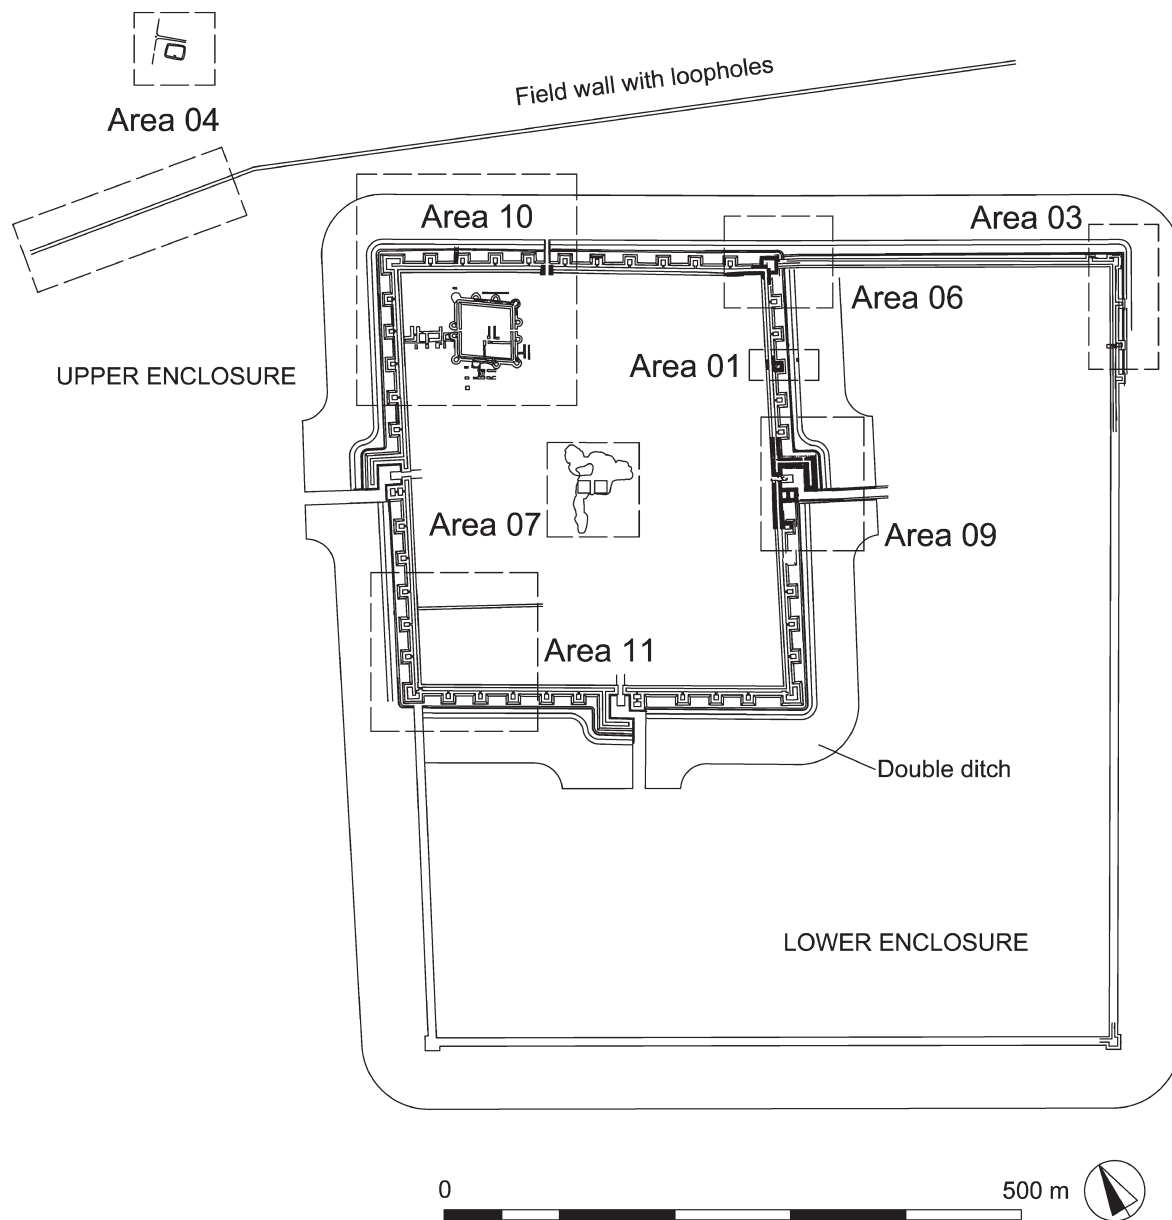 Field wall with loopholes
Area 04
Area 10
Area 03
Area 06
Area 01
UPPER ENCLOSURE
Area 07
Area 09
Area 11
Double ditch
LOWER ENCLOSURE
0
500 m